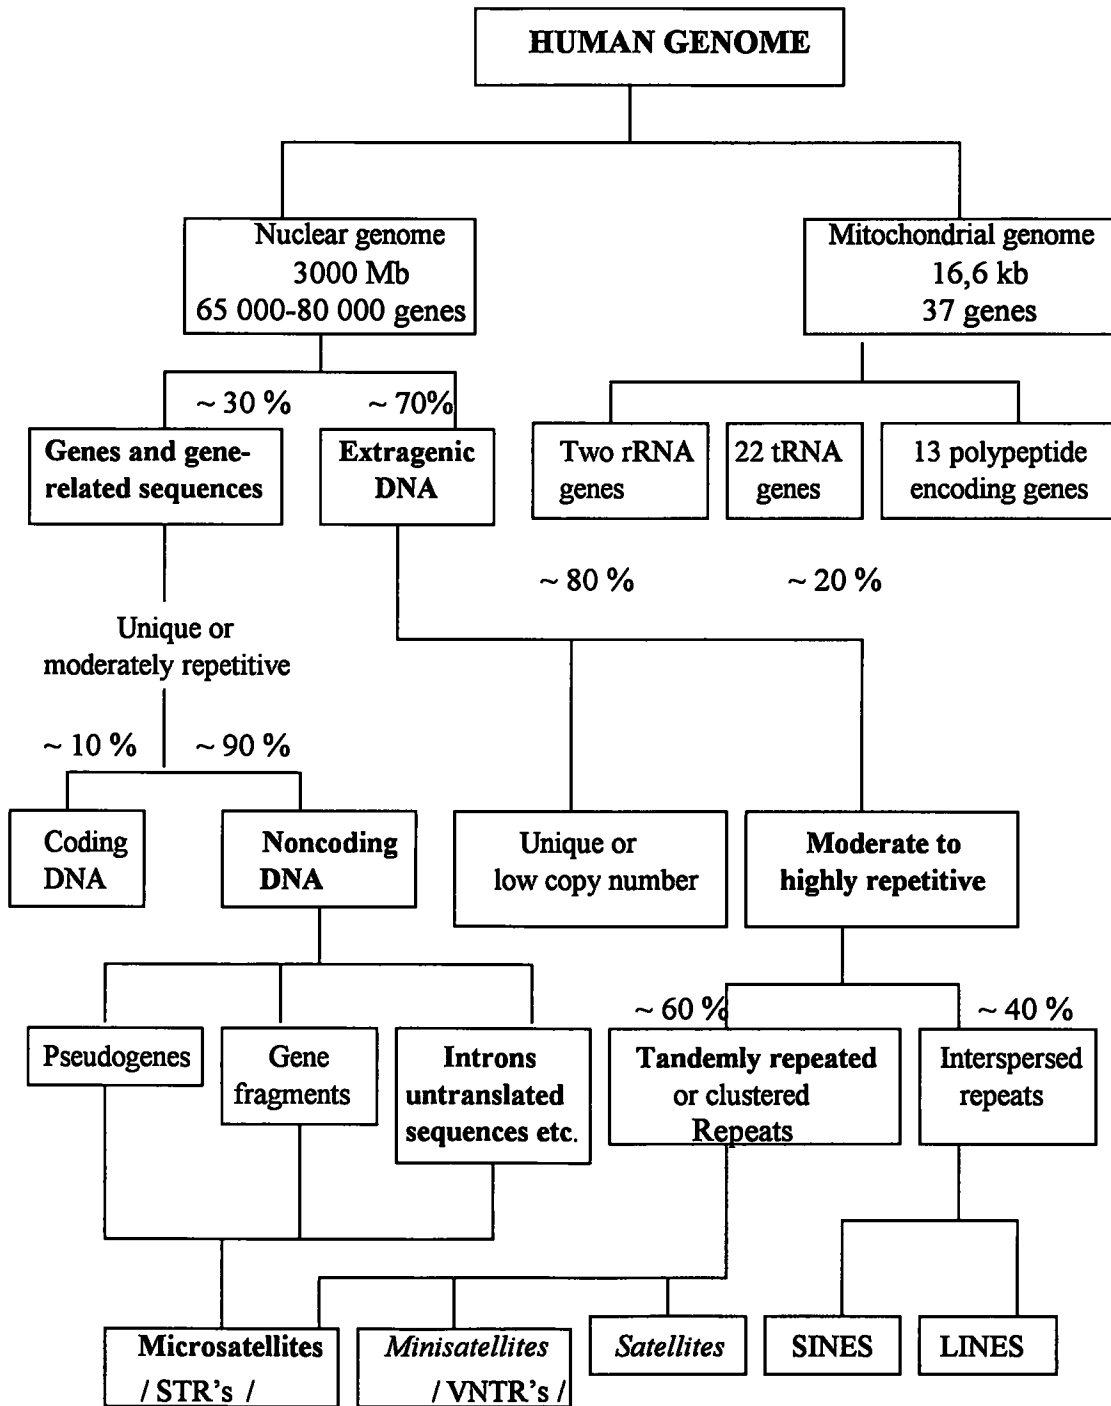 HUMAN GENOME
Nuclear genome
3000 Mb
65 000-80 000 genes
Mitochondrial genome
16,6 kb
37 genes
~ 30 %
~ 70%
Genes and gene-
related sequences
Extragenic
DNA
Two rRNA
genes
22 tRNA
genes
13 polypeptide
encoding genes
~ 80 %
~ 20 %
Unique or
moderately repetitive
~ 10 %
~ 90 %
Coding
DNA
Noncoding
DNA
Unique or
low copy number
Moderate to
highly repetitive
~ 60 %
~ 40 %
Pseudogenes
Gene
fragments
Introns
untranslated
sequences etc.
Tandemly repeated
or clustered
Repeats
Interspersed
repeats
Microsatellites
/ STR's /
Minisatellites
/ VNTR's /
Satellites
SINES
LINES